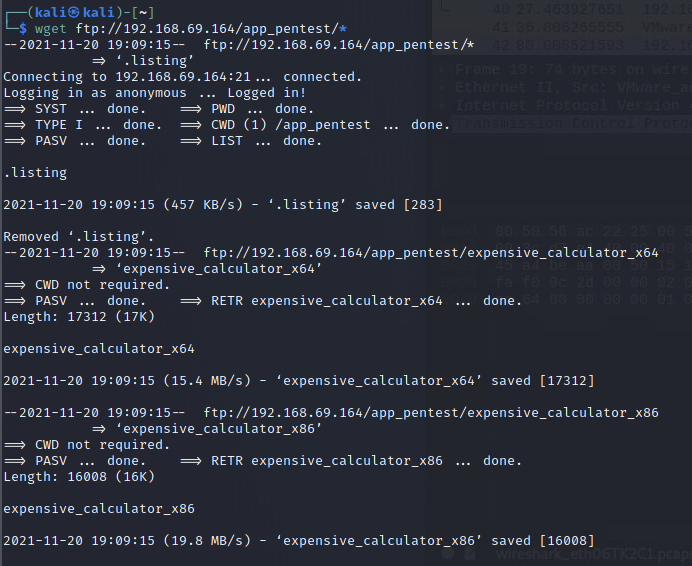 ┌──(kali㉿kali)-[~]
└─$ wget ftp://192.168.69.164/app_pentest/*
--2021-11-20 19:09:15--  ftp://192.168.69.164/app_pentest/*
           => ‘.listing’
Connecting to 192.168.69.164:21... connected.
Logging in as anonymous ... Logged in!
==> SYST ... done.    ==> PWD ... done.
==> TYPE I ... done.  ==> CWD (1) /app_pentest ... done.
==> PASV ... done.    ==> LIST ... done.
.listing
2021-11-20 19:09:15 (457 KB/s) - ‘.listing’ saved [283]
Removed ‘.listing’.
--2021-11-20 19:09:15--  ftp://192.168.69.164/app_pentest/expensive_calculator_x64
           => ‘expensive_calculator_x64’
==> CWD not required.
==> PASV ... done.    ==> RETR expensive_calculator_x64 ... done.
Length: 17312 (17K)
expensive_calculator_x64
2021-11-20 19:09:15 (15.4 MB/s) - ‘expensive_calculator_x64’ saved [17312]
--2021-11-20 19:09:15--  ftp://192.168.69.164/app_pentest/expensive_calculator_x86
           => ‘expensive_calculator_x86’
==> CWD not required.
==> PASV ... done.    ==> RETR expensive_calculator_x86 ... done.
Length: 16008 (16K)
expensive_calculator_x86
2021-11-20 19:09:15 (19.8 MB/s) - ‘expensive_calculator_x86’ saved [16008]